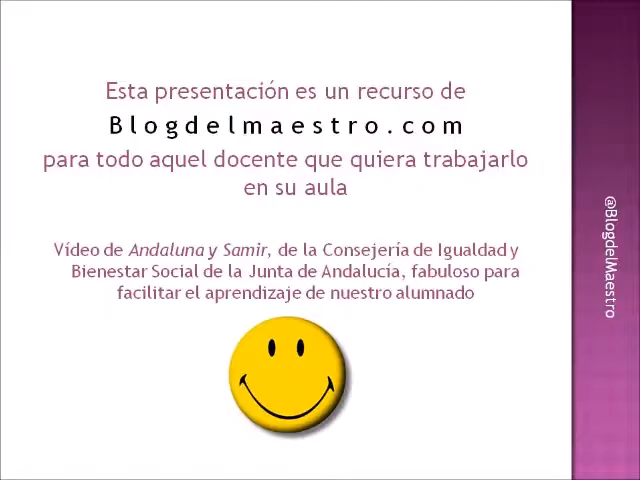 Esta presentación es un recurso de
Blogdelmaestro.com
para todo aquel docente que quiera trabajarlo
en su aula
Vídeo de Andaluna y Samir, de la Consejería de Igualdad y
Bienestar Social de la Junta de Andalucía, fabuloso para
facilitar el aprendizaje de nuestro alumnado
@BlogdelMaestro